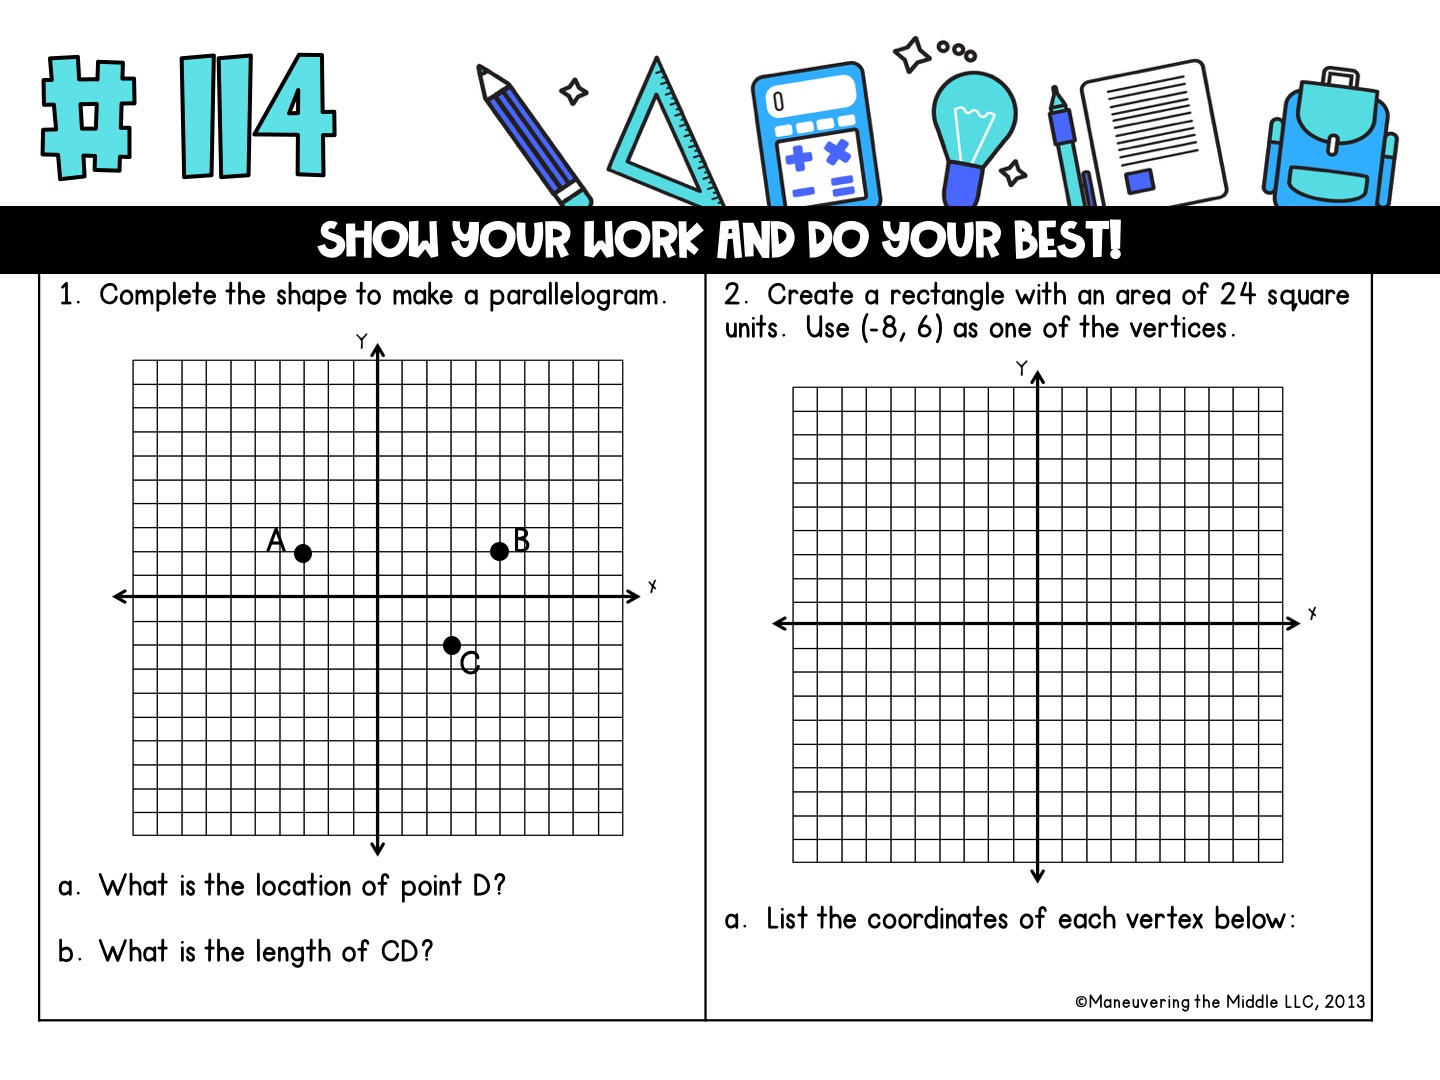 # 114
SHOW YOUR WORK AND DO YOUR BEST!
1. Complete the shape to make a parallelogram.
Y
A
B
X
C
a. What is the location of point D?
b. What is the length of CD?
2. Create a rectangle with an area of 24 square
units. Use (-8, 6) as one of the vertices.
Y
X
a. List the coordinates of each vertex below:
©Maneuvering the Middle LLC, 2013